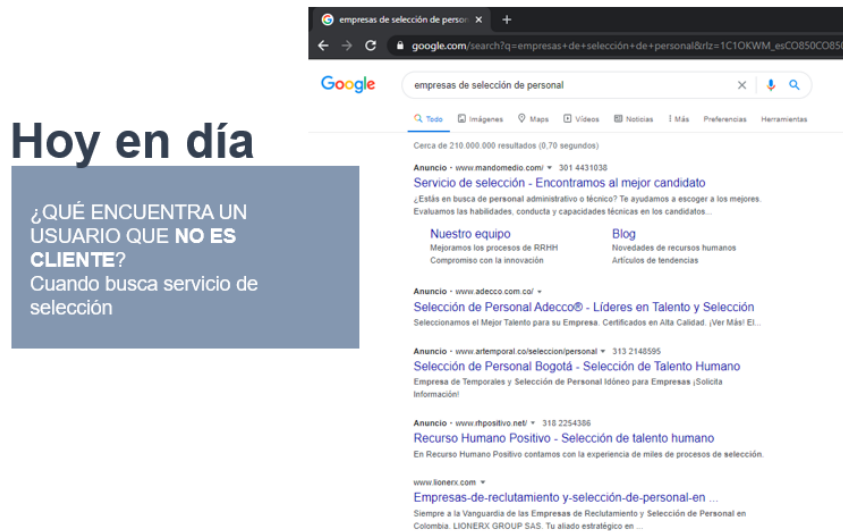 Hoy en día
¿QUÉ ENCUENTRA UN
USUARIO QUE NO ES
CLIENTE?
Cuando busca servicio de
selección
empresas de selección de person
google.com/search?q=empresas+de+selección+de+personal&rlz=1C1OKWM_esCO850CO850
Google
empresas de selección de personal
Todo Imágenes Maps Vídeos Noticias Más Preferencias Herramientas
Cerca de 210.000.000 resultados (0,70 segundos)
Anuncio · www.mandomedio.com/ 301 4431038
Servicio de selección - Encontramos al mejor candidato
¿Estás en busca de personal administrativo o técnico? Te ayudamos a escoger a los mejores.
Evaluamos las habilidades, conducta y capacidades técnicas en los candidatos...
Nuestro equipo
Mejoramos los procesos de RRHH
Compromiso con la innovación
Blog
Novedades de recursos humanos
Artículos de tendencias
Anuncio · www.adecco.com.co/
Selección de Personal Adecco® - Líderes en Talento y Selección
Seleccionamos el Mejor Talento para su Empresa. Certificados en Alta Calidad. ¡Ver Más! El...
Anuncio · www.artemporal.co/seleccion/personal 313 2148595
Selección de Personal Bogotá - Selección de Talento Humano
Empresa de Temporales y Selección de Personal Idóneo para Empresas ¡Solicita
Información!
Anuncio · www.rhpositivo.net/ 318 2254386
Recurso Humano Positivo - Selección de talento humano
En Recurso Humano Positivo contamos con la experiencia de miles de procesos de selección.
www.lionerx.com
Empresas-de-reclutamiento y-selección-de-personal-en ...
Siempre a la Vanguardia de las Empresas de Reclutamiento y Selección de Personal en
Colombia. LIONERX GROUP SAS. Tu aliado estratégico en ...